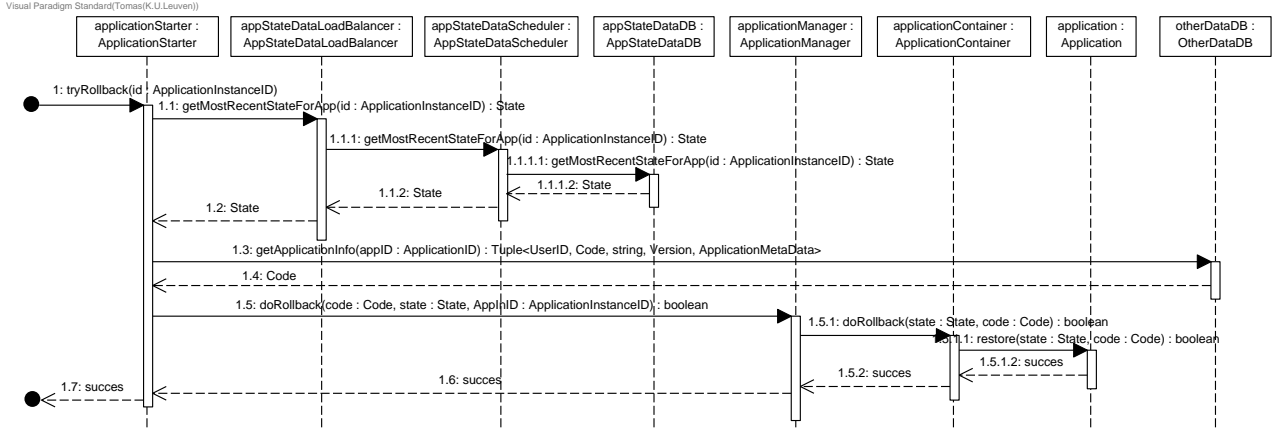 Visual Paradigm Standard(Tomas(K.U.Leuven))
applicationStarter :
ApplicationStarter
appStateDataLoadBalancer :
AppStateDataLoadBalancer
appStateDataScheduler :
AppStateDataScheduler
appStateDataDB :
AppStateDataDB
applicationManager :
ApplicationManager
applicationContainer :
ApplicationContainer
application :
Application
otherDataDB :
OtherDataDB
1: tryRollback(id : ApplicationInstanceID)
1.1: getMostRecentStateForApp(id : ApplicationInstanceID) : State
1.1.1: getMostRecentStateForApp(id : ApplicationInstanceID) : State
1.1.1.1: getMostRecentStateForApp(id : ApplicationInstanceID) : State
1.1.1.2: State
1.1.2: State
1.2: State
1.3: getApplicationInfo(appID : ApplicationID) : Tuple<UserID, Code, string, Version, ApplicationMetaData>
1.4: Code
1.5: doRollback(code : Code, state : State, AppInID : ApplicationInstanceID) : boolean
1.5.1: doRollback(state : State, code : Code) : boolean
1.5.1.1: restore(state : State, code : Code) : boolean
1.5.1.2: succes
1.5.2: succes
1.6: succes
1.7: succes